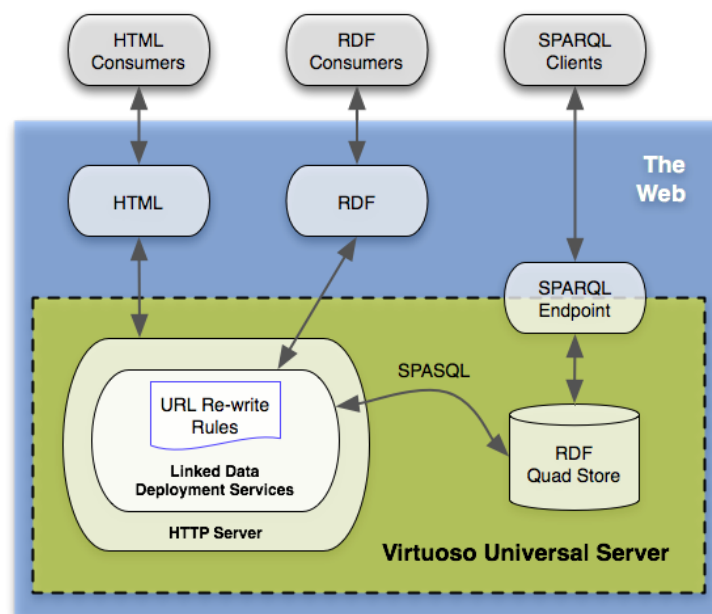 HTML
Consumers
RDF
Consumers
SPARQL
Clients
The
Web
HTML
RDF
SPARQL
Endpoint
SPASQL
URL Re-write
Rules
Linked Data
Deployment Services
HTTP Server
RDF
Quad Store
Virtuoso Universal Server